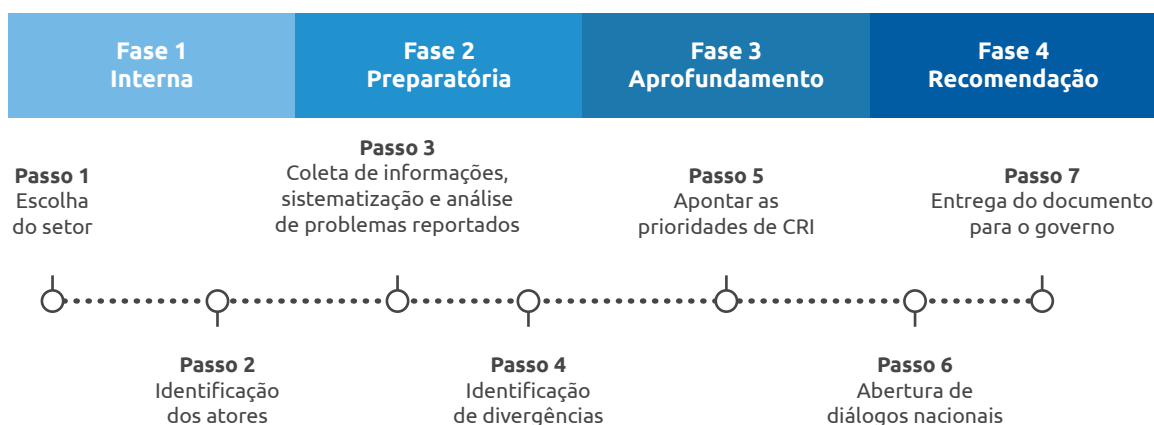 Fase 1
Interna
Fase 2
Preparatória
Fase 3
Aprofundamento
Fase 4
Recomendação
Passo 1
Escolha
do setor
Passo 3
Coleta de informações,
sistematização e análise
de problemas reportados
Passo 5
Apontar as
prioridades de CRI
Passo 7
Entrega do documento
para o governo
Passo 2
Identificação
dos atores
Passo 4
Identificação
de divergências
Passo 6
Abertura de
diálogos nacionais